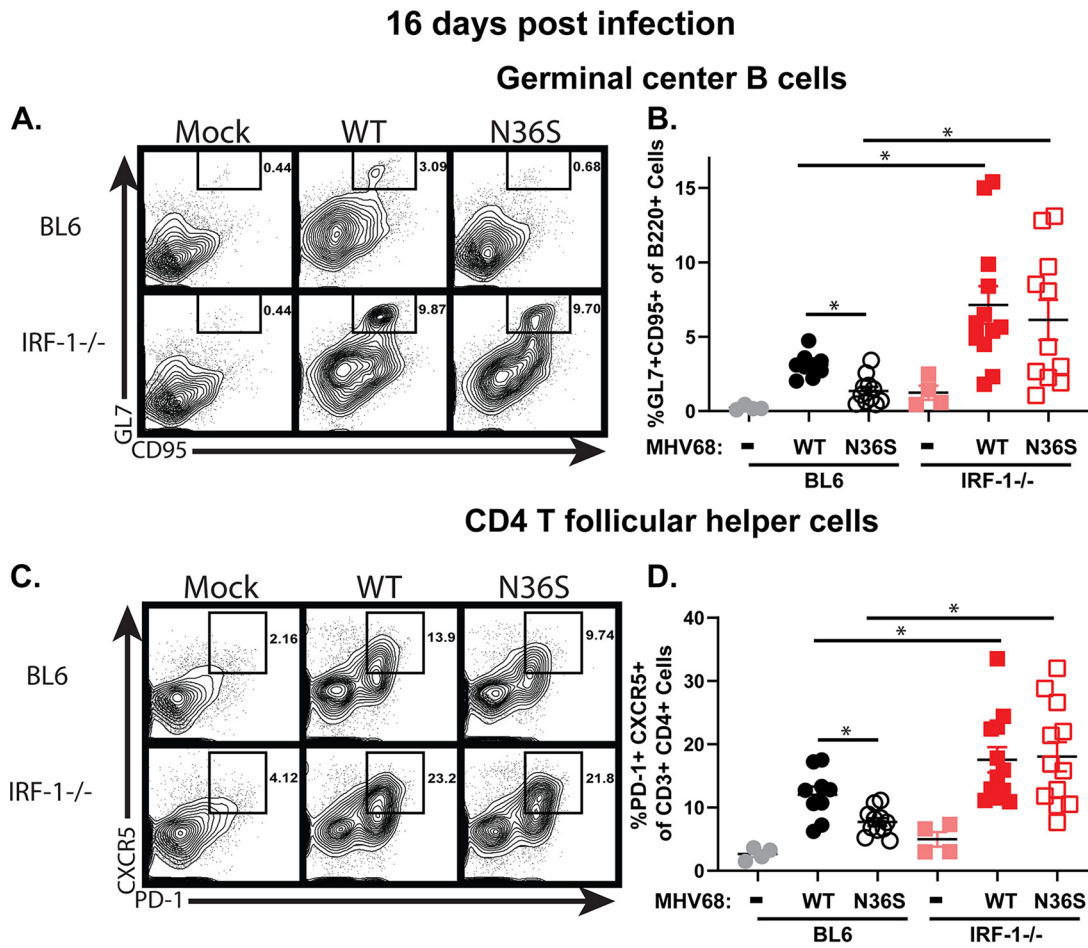 16 days post infection
Germinal center B cells
A.
Mock WT N36S
BL6
0.44 3.09 0.68
IRF-1-/-
0.44 9.87 9.70
GL7
CD95
B.
%GL7+CD95+ of B220+ Cells
15
10
5
0
* * *
MHV68: - WT N36S - WT N36S
BL6 IRF-1-/-
CD4 T follicular helper cells
C.
Mock WT N36S
BL6
2.16 13.9 9.74
IRF-1-/-
4.12 23.2 21.8
CXCR5
PD-1
D.
%PD-1+ CXCR5+
of CD3+ CD4+ Cells
40
30
20
10
0
* * *
MHV68: - WT N36S - WT N36S
BL6 IRF-1-/-